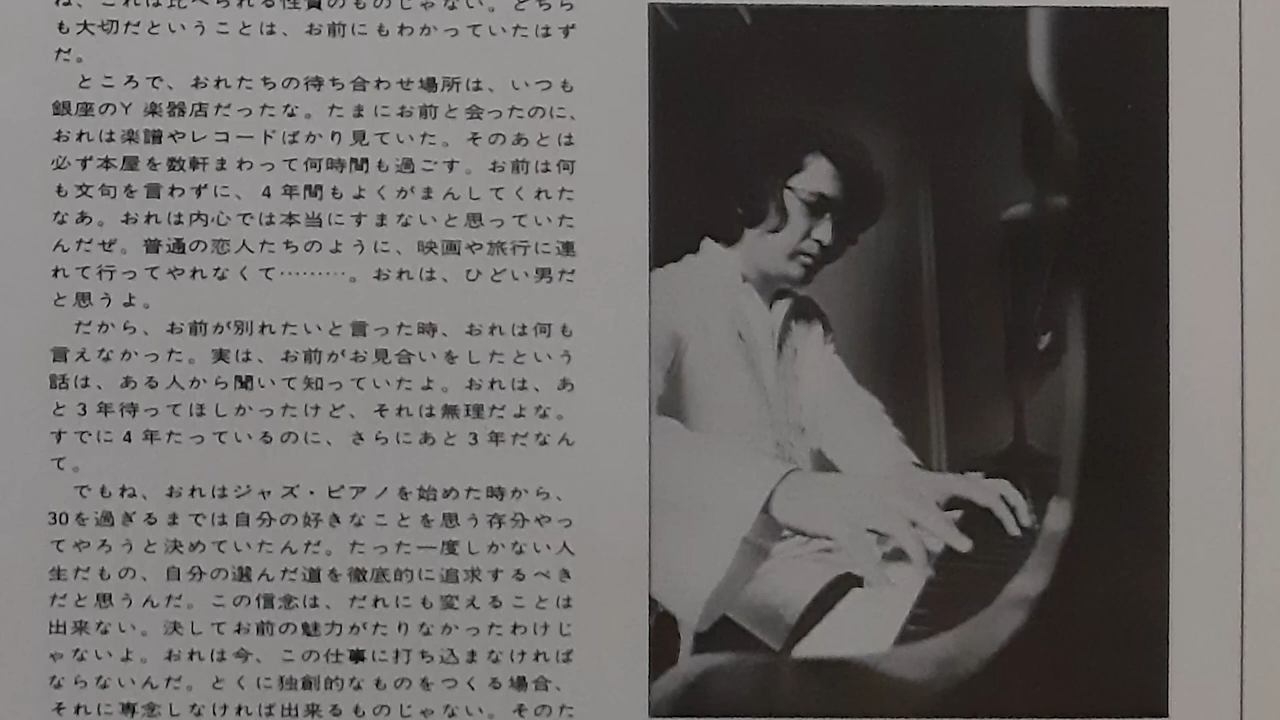 ね、これは比べられる性質のものじゃない。どちら
も大切だということは、お前にもわかっていたはず
だ。
ところで、おれたちの待ち合わせ場所は、いつも
銀座のY 楽器店だったな。たまにお前と会ったのに、
おれは楽譜やレコードばかり見ていた。そのあとは
必ず本屋を数軒まわって何時間も過ごす。お前は何
も文句を言わずに、4 年間もよくがまんしてくれた
なあ。おれは内心では本当にすまないと思っていた
んだぜ。普通の恋人たちのように、映画や旅行に連
れて行ってやれなくて………。おれは、ひどい男だ
と思うよ。
だから、お前が別れたいと言った時、おれは何も
言えなかった。実は、お前がお見合いをしたという
話は、ある人から聞いて知っていたよ。おれは、あ
と 3 年待ってほしかったけど、それは無理だよな。
すでに 4 年たっているのに、さらにあと 3 年だなん
て。
でもね、おれはジャズ・ピアノを始めた時から、
30を過ぎるまでは自分の好きなことを思う存分やっ
てやろうと決めていたんだ。たった一度しかない人
生だもの、自分の選んだ道を徹底的に追求するべき
だと思うんだ。この信念は、だれにも変えることは
出来ない。決してお前の魅力がたりなかったわけじ
ゃないよ。おれは今、この仕事に打ち込まなければ
ならないんだ。とくに独創的なものをつくる場合、
それに専念しなければ出来るものじゃない。そのた